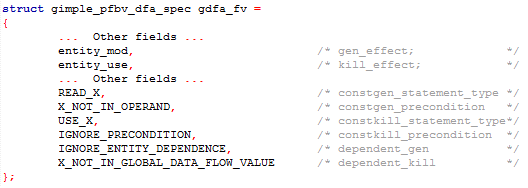 struct gimple_pfbv_dfa_spec gdfa_fv =
{
... Other fields ...
entity_mod, /* gen_effect; */
entity_use, /* kill_effect; */
... Other fields ...
READ_X, /* constgen_statement_type */
X_NOT_IN_OPERAND, /* constgen_precondition */
USE_X, /* constkill_statement_type*/
IGNORE_PRECONDITION, /* constkill_precondition */
IGNORE_ENTITY_DEPENDENCE, /* dependent_gen */
X_NOT_IN_GLOBAL_DATA_FLOW_VALUE /* dependent_kill */
};